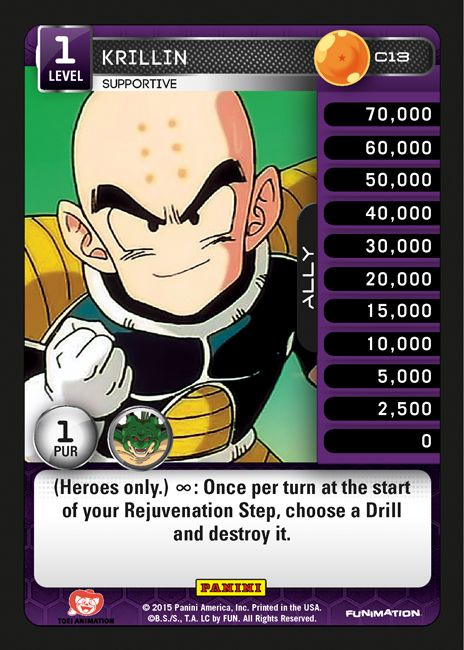 1
LEVEL
KRILLIN
C13
SUPPORTIVE
70,000
60,000
50,000
40,000
30,000
20,000
15,000
10,000
5,000
2,500
0
ALLY
1
PUR
(Heroes only.) ∞: Once per turn at the start
of your Rejuvenation Step, choose a Drill
and destroy it.
PANINI
TOEI ANIMATION
© 2015 Panini America, Inc. Printed in the USA.
©B.S./S., T.A. LC by FUN. All Rights Reserved.
FUNIMATION